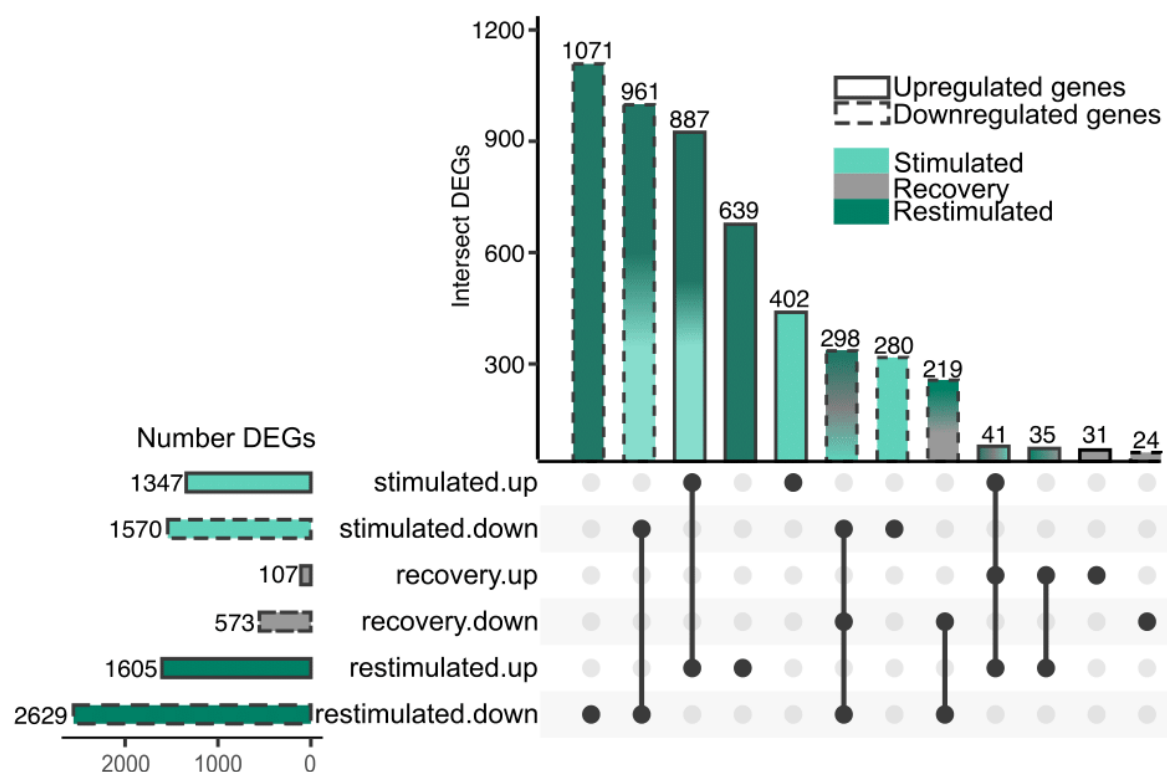 1200
900
600
300
Intersect DEGs
1071
961
887
639
402
298
280
219
41
35
31
24
Upregulated genes
Downregulated genes
Stimulated
Recovery
Restimulated
Number DEGs
1347
stimulated.up
1570
stimulated.down
107
recovery.up
573
recovery.down
1605
restimulated.up
2629
restimulated.down
2000 1000 0